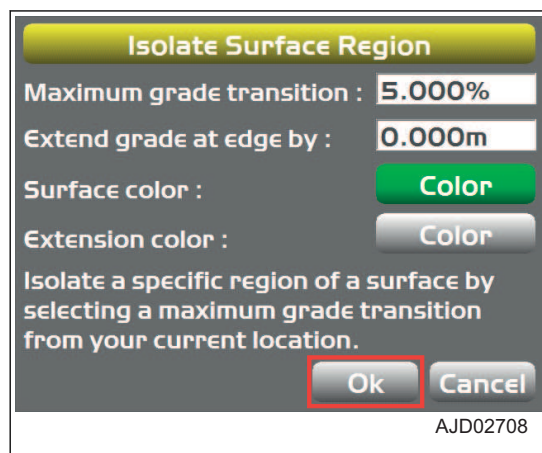 Isolate Surface Region
Maximum grade transition : 5.000%
Extend grade at edge by : 0.000m
Surface color : Color
Extension color : Color
Isolate a specific region of a surface by
selecting a maximum grade transition
from your current location.
Ok Cancel
AJD02708